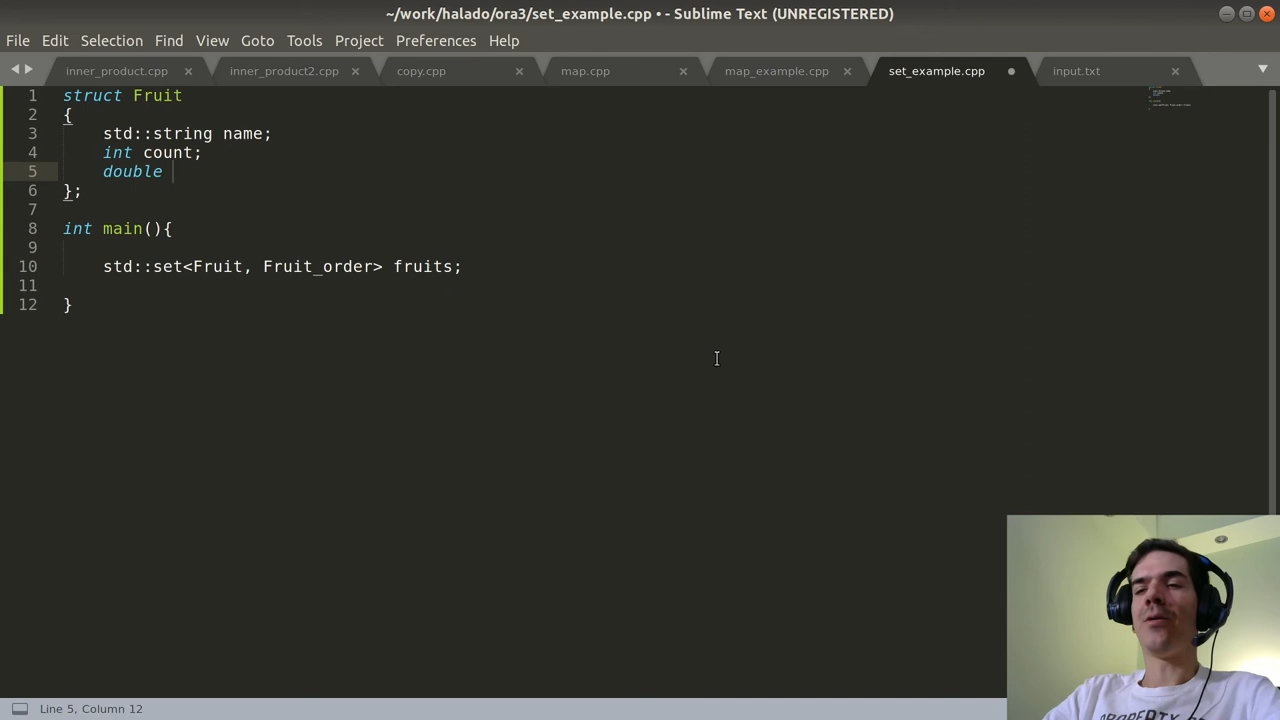 ~/work/halado/ora3/set_example.cpp • - Sublime Text (UNREGISTERED)
File Edit Selection Find View Goto Tools Project Preferences Help
inner_product.cpp inner_product2.cpp copy.cpp map.cpp map_example.cpp set_example.cpp input.txt
1 struct Fruit
2 {
3 std::string name;
4 int count;
5 double
6 };
7
8 int main(){
9
10 std::set<Fruit, Fruit_order> fruits;
11
12 }
Line 5, Column 12
PROPERTY